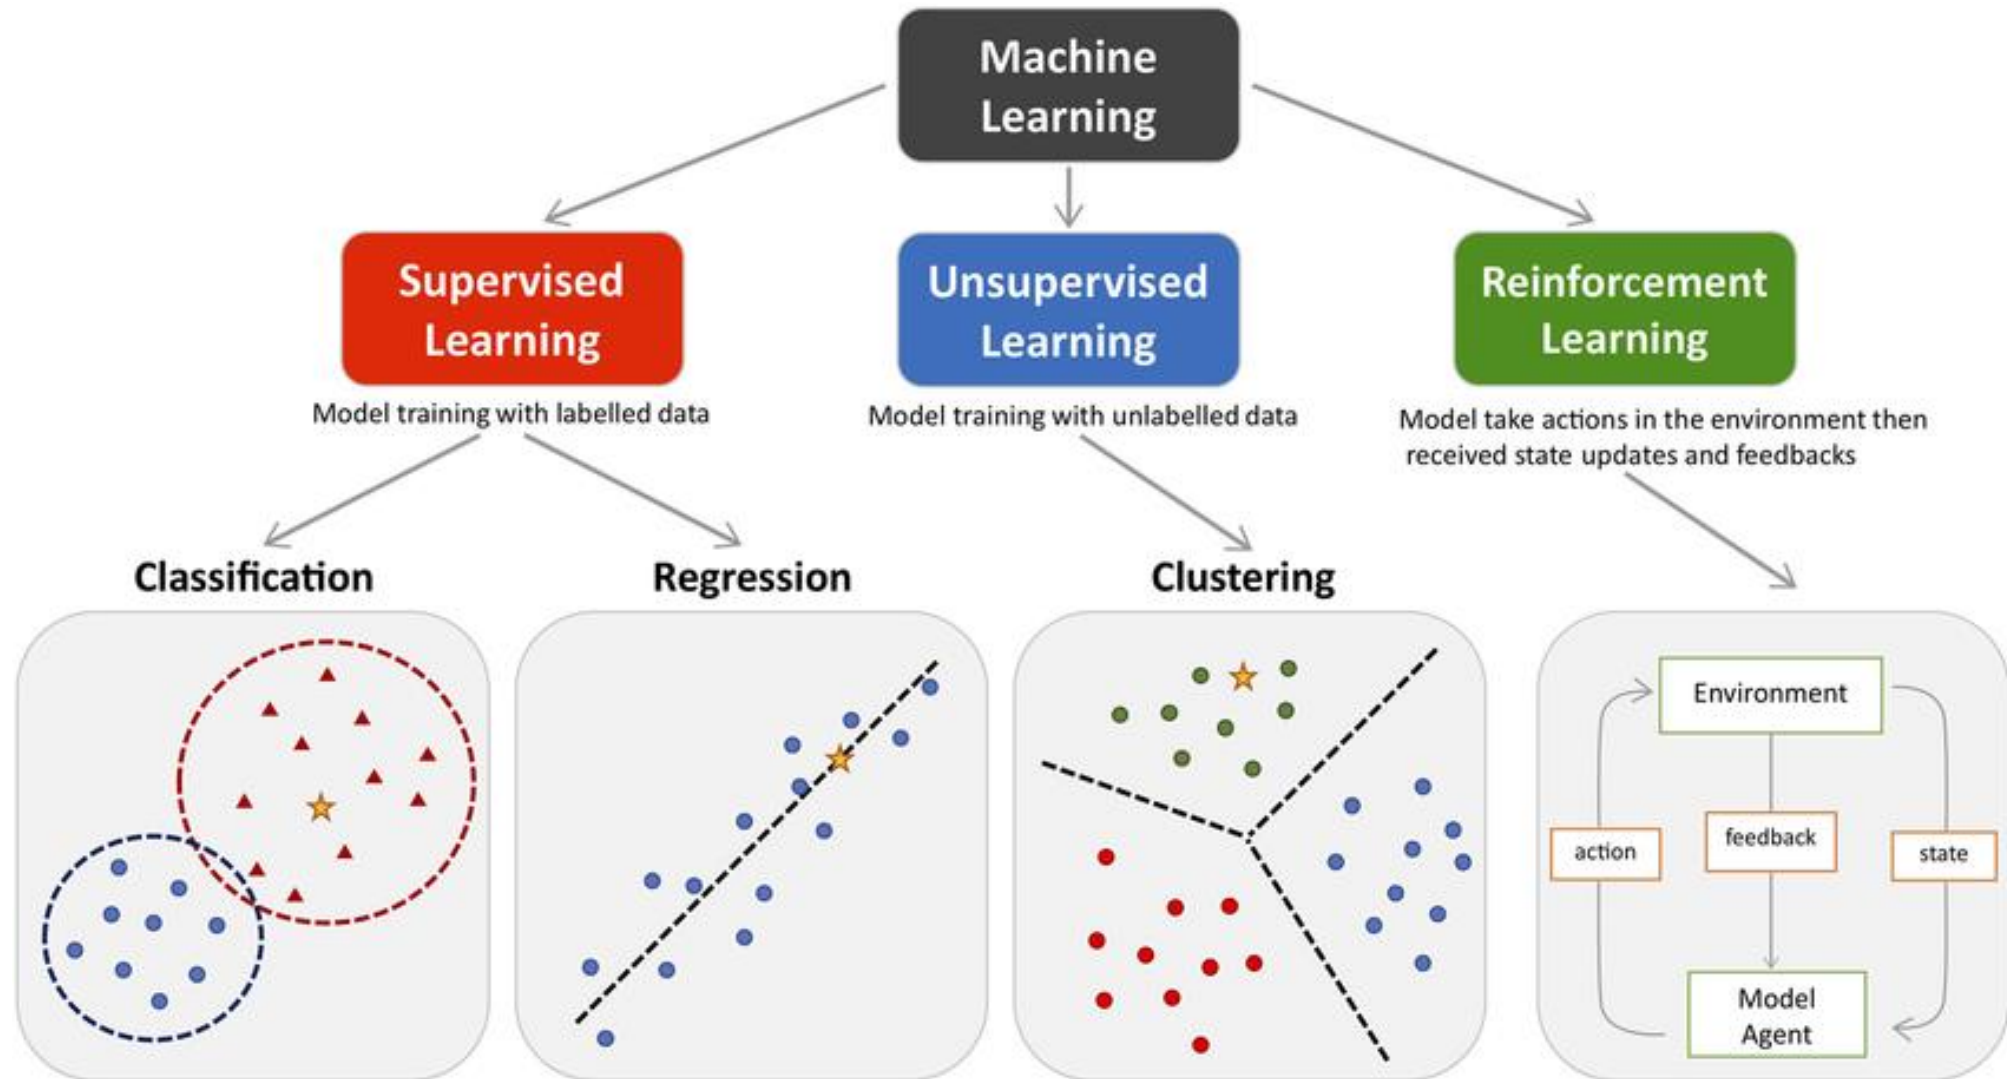 Machine
Learning
Supervised
Learning
Unsupervised
Learning
Reinforcement
Learning
Model training with labelled data
Model training with unlabelled data
Model take actions in the environment then
received state updates and feedbacks
Classification
Regression
Clustering
Environment
action
feedback
state
Model
Agent